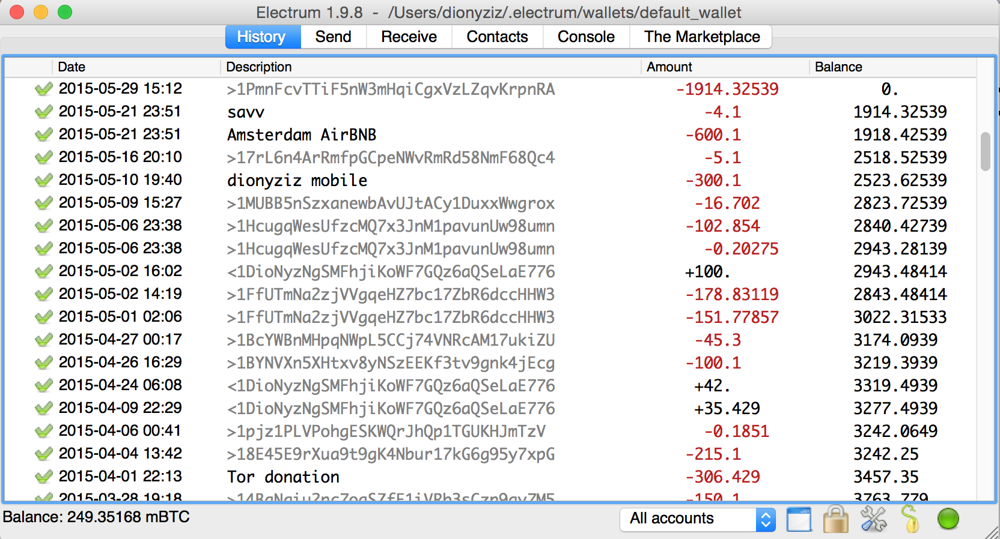 Electrum 1.9.8 - /Users/dionyziz/.electrum/wallets/default_wallet
History Send Receive Contacts Console The Marketplace
Date Description Amount Balance
2015-05-29 15:12 >1PmnFcvTTiF5nW3mHqiCgxVzLZqvKrpnRA -1914.32539 0.
2015-05-21 23:51 savv -4.1 1914.32539
2015-05-21 23:51 Amsterdam AirBNB -600.1 1918.42539
2015-05-16 20:10 >17rL6n4ArRmfpGCpeNWvRmRd58NmF68Qc4 -5.1 2518.52539
2015-05-10 19:40 dionyziz mobile -300.1 2523.62539
2015-05-09 15:27 >1MUBB5nSzxanewbAvUJtACy1DuxxWwgrox -16.702 2823.72539
2015-05-06 23:38 >1HcugqWesUfzcMQ7x3JnM1pavunUw98umn -102.854 2840.42739
2015-05-06 23:38 >1HcugqWesUfzcMQ7x3JnM1pavunUw98umn -0.20275 2943.28139
2015-05-02 16:02 <1DioNyzNgSMFhjiKoWF7GQz6aQSeLaE776 +100. 2943.48414
2015-05-02 14:19 >1FfUTmNa2zjVVgqeHZ7bc17ZbR6dccHHW3 -178.83119 2843.48414
2015-05-01 02:06 >1FfUTmNa2zjVVgqeHZ7bc17ZbR6dccHHW3 -151.77857 3022.31533
2015-04-27 00:17 >1BcYWBnMHpqNWpL5CCj74VNRcAM17ukiZU -45.3 3174.0939
2015-04-26 16:29 >1BYNVXn5XHtxv8yNSzEEKf3tv9gnk4jEcg -100.1 3219.3939
2015-04-24 06:08 <1DioNyzNgSMFhjiKoWF7GQz6aQSeLaE776 +42. 3319.4939
2015-04-09 22:29 <1DioNyzNgSMFhjiKoWF7GQz6aQSeLaE776 +35.429 3277.4939
2015-04-06 00:41 >1pjz1PLVPohgESKWQrJhQp1TGUKHJmTzV -0.1851 3242.0649
2015-04-04 13:42 >18E45E9rXua9t9gK4Nbur17kG6g95y7xpG -215.1 3242.25
2015-04-01 22:13 Tor donation -306.429 3457.35
2015-03-28 19:18 -150.1 3763.779
Balance: 249.35168 mBTC All accounts